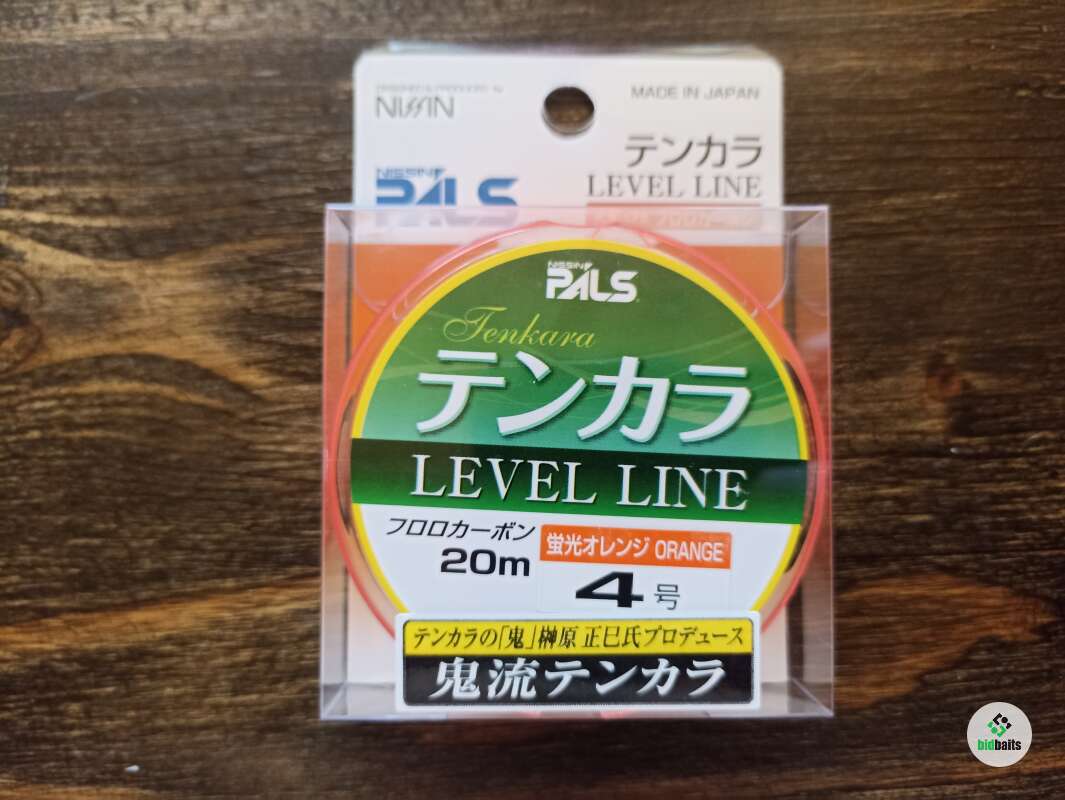 NISSIN
MADE IN JAPAN
テンカラ
NISSIN
PALS
LEVEL LINE
NISSIN
PALS
Tenkara
テンカラ
LEVEL LINE
フロロカーボン
20m
蛍光オレンジ ORANGE
4号
テンカラの「鬼」榊原 正巳氏プロデュース
鬼流テンカラ
bidbaits